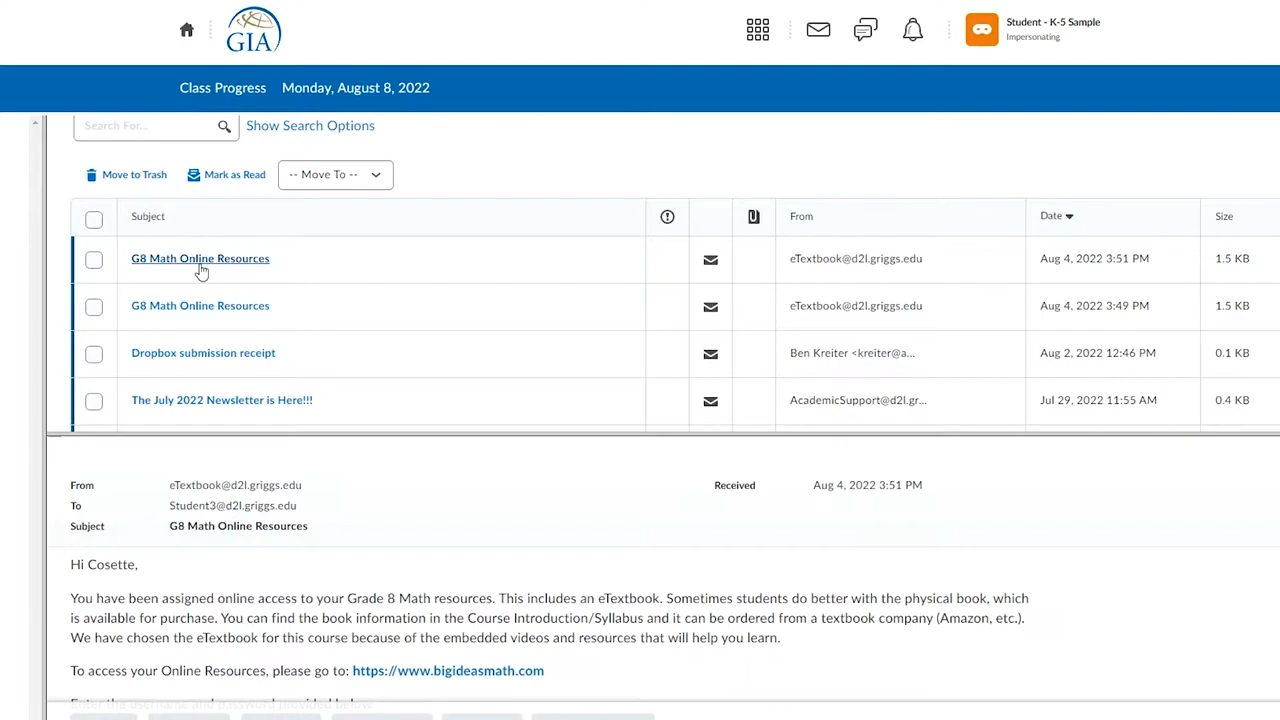 GIA
Student - K-5 Sample
Impersonating
Class Progress Monday, August 8, 2022
Search For... Show Search Options
Move to Trash Mark as Read -- Move To --
Subject From Date Size
G8 Math Online Resources eTextbook@d2l.griggs.edu Aug 4, 2022 3:51 PM 1.5 KB
G8 Math Online Resources eTextbook@d2l.griggs.edu Aug 4, 2022 3:49 PM 1.5 KB
Dropbox submission receipt Ben Kreiter <kreiter@a... Aug 2, 2022 12:46 PM 0.1 KB
The July 2022 Newsletter is Here!!! AcademicSupport@d2l.gr... Jul 29, 2022 11:55 AM 0.4 KB
From eTextbook@d2l.griggs.edu Received Aug 4, 2022 3:51 PM
To Student3@d2l.griggs.edu
Subject G8 Math Online Resources
Hi Cosette,
You have been assigned online access to your Grade 8 Math resources. This includes an eTextbook. Sometimes students do better with the physical book, which
is available for purchase. You can find the book information in the Course Introduction/Syllabus and it can be ordered from a textbook company (Amazon, etc.).
We have chosen the eTextbook for this course because of the embedded videos and resources that will help you learn.
To access your Online Resources, please go to: https://www.bigideasmath.com
Enter the username and password provided below